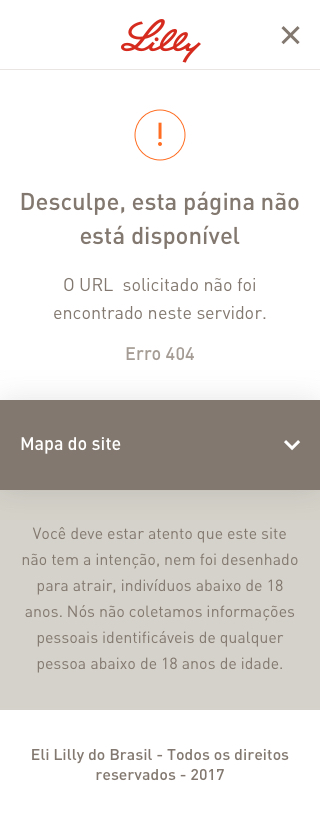 Lilly
Desculpe, esta página não
está disponível
O URL solicitado não foi
encontrado neste servidor.
Erro 404
Mapa do site
Você deve estar atento que este site
não tem a intenção, nem foi desenhado
para atrair, indivíduos abaixo de 18
anos. Nós não coletamos informações
pessoais identificáveis de qualquer
pessoa abaixo de 18 anos de idade.
Eli Lilly do Brasil - Todos os direitos
reservados - 2017